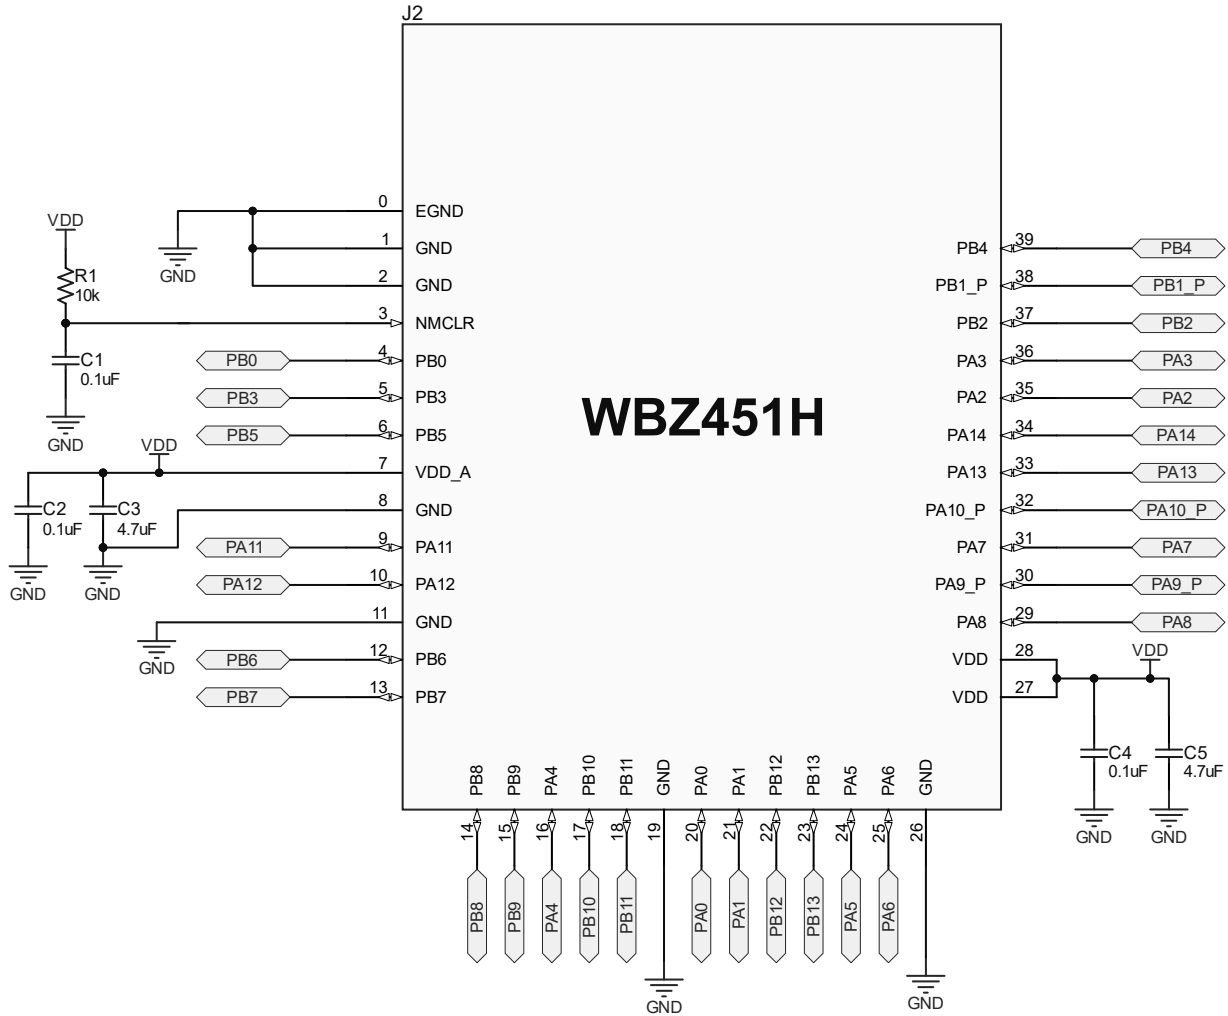 J2
WBZ451H
0 EGND
1 GND
2 GND
3 NMCLR
4 PB0
5 PB3
6 PB5
7 VDD_A
8 GND
9 PA11
10 PA12
11 GND
12 PB6
13 PB7
VDD
R1
10k
C1
0.1uF
GND
GND
PB0
PB3
PB5
VDD
C2
0.1uF
C3
4.7uF
GND
GND
PA11
PA12
GND
PB6
PB7
PB4 39 PB4
PB1_P 38 PB1_P
PB2 37 PB2
PA3 36 PA3
PA2 35 PA2
PA14 34 PA14
PA13 33 PA13
PA10_P 32 PA10_P
PA7 31 PA7
PA9_P 30 PA9_P
PA8 29 PA8
VDD 28
VDD 27
VDD
C4
0.1uF
C5
4.7uF
GND
GND
PB8 14 PB8
PB9 15 PB9
PA4 16 PA4
PB10 17 PB10
PB11 18 PB11
GND 19 GND
PA0 20 PA0
PA1 21 PA1
PB12 22 PB12
PB13 23 PB13
PA5 24 PA5
PA6 25 PA6
GND 26 GND